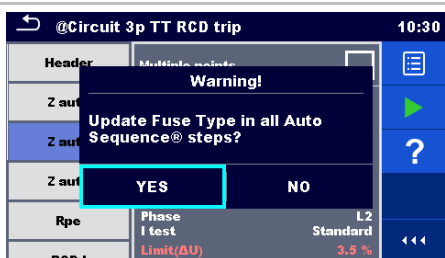 @Circuit 3p TT RCD trip 10:30
Header
Multiple points
Warning!
Z aut
Update Fuse Type in all Auto
Z aut
Sequence® steps?
?
Z aut
YES NO
Rpe
Phase L2
I test Standard
Limit(ΔU) 3.5 %